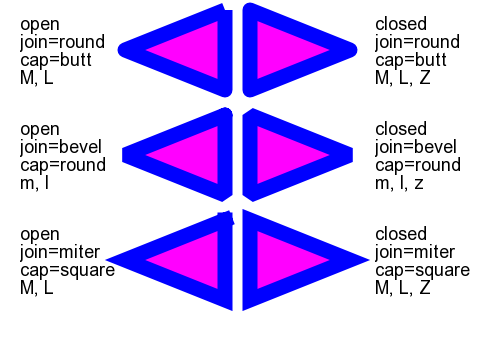 open
join=round
cap=butt
M, L
closed
join=round
cap=butt
M, L, Z
open
join=bevel
cap=round
m, l
closed
join=bevel
cap=round
m, l, z
open
join=miter
cap=square
M, L
closed
join=miter
cap=square
M, L, Z